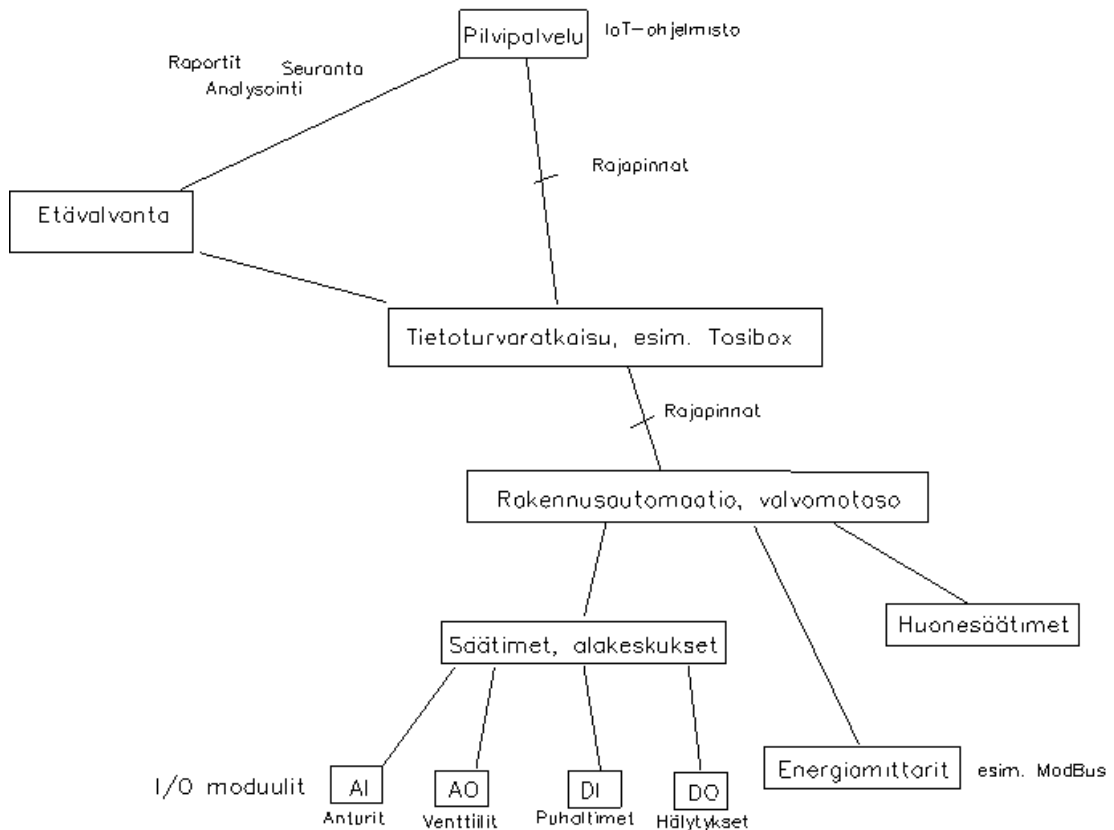 Pilvipalvelu
IoT-ohjelmisto
Raportit
Seuranta
Analysointi
Rajapinnat
Etävalvonta
Tietoturvaratkaisu, esim. Tosibox
Rajapinnat
Rakennusautomaatio, valvomotaso
Huonesäätimet
Säätimet, alakeskukset
Energiamittarit
esim. ModBus
I/O moduulit
AI
AO
DI
DO
Anturit
Venttiilit
Puhaltimet
Hälytykset